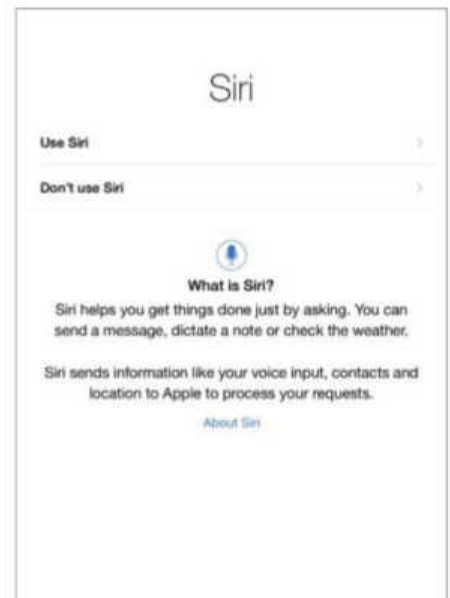 Siri
Use Siri
Don't use Siri
What is Siri?
Siri helps you get things done just by asking. You can
send a message, dictate a note or check the weather.
Siri sends information like your voice input, contacts and
location to Apple to process your requests.
About Siri